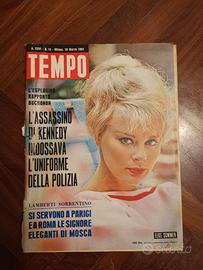 TEMPO
L'ESPLOSIVO
RAPPORTO
BUCHANAN
L'ASSASSINO
DI KENNEDY
INDOSSAVA
L'UNIFORME
DELLA POLIZIA
LAMBERTI SORRENTINO
SI SERVONO A PARIGI
E A ROMA LE SIGNORE
ELEGANTI DI MOSCA
ELKE SOMMER
Subito